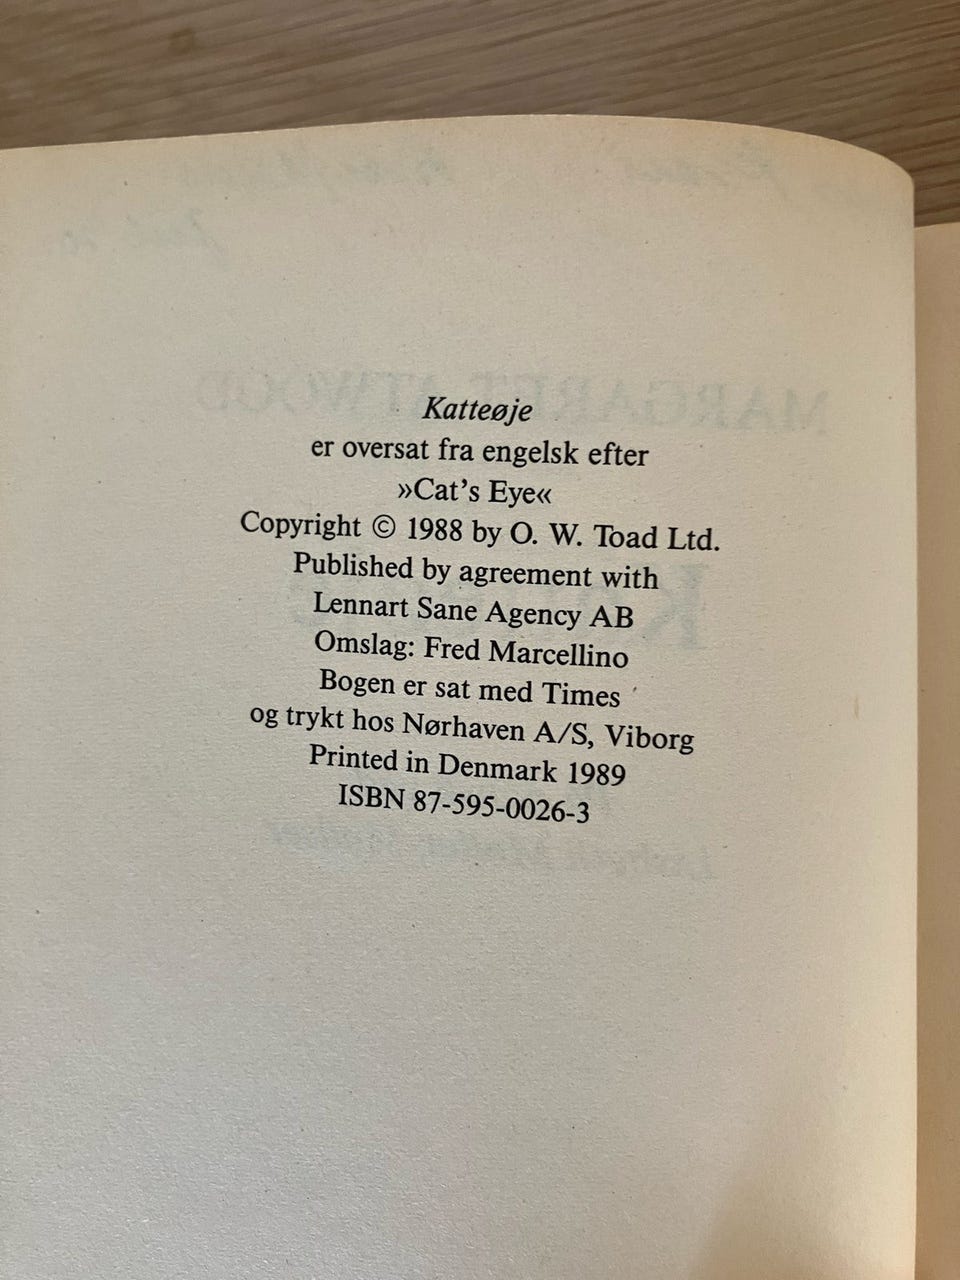 Katteøje
er oversat fra engelsk efter
»Cat's Eye«
Copyright © 1988 by O. W. Toad Ltd.
Published by agreement with
Lennart Sane Agency AB
Omslag: Fred Marcellino
Bogen er sat med Times
og trykt hos Nørhaven A/S, Viborg
Printed in Denmark 1989
ISBN 87-595-0026-3
MARGARET ATWOOD